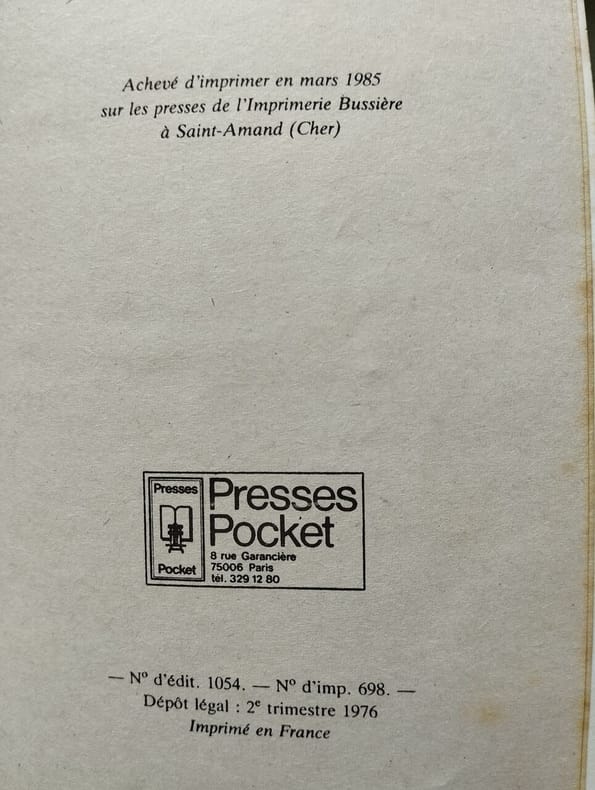 Achevé d'imprimer en mars 1985
sur les presses de l'Imprimerie Bussière
à Saint-Amand (Cher)
Presses
Pocket
Presses
Pocket
8 rue Garancière
75006 Paris
tél. 329 12 80
— Nº d'édit. 1054. — Nº d'imp. 698. —
Dépôt légal : 2e trimestre 1976
Imprimé en France